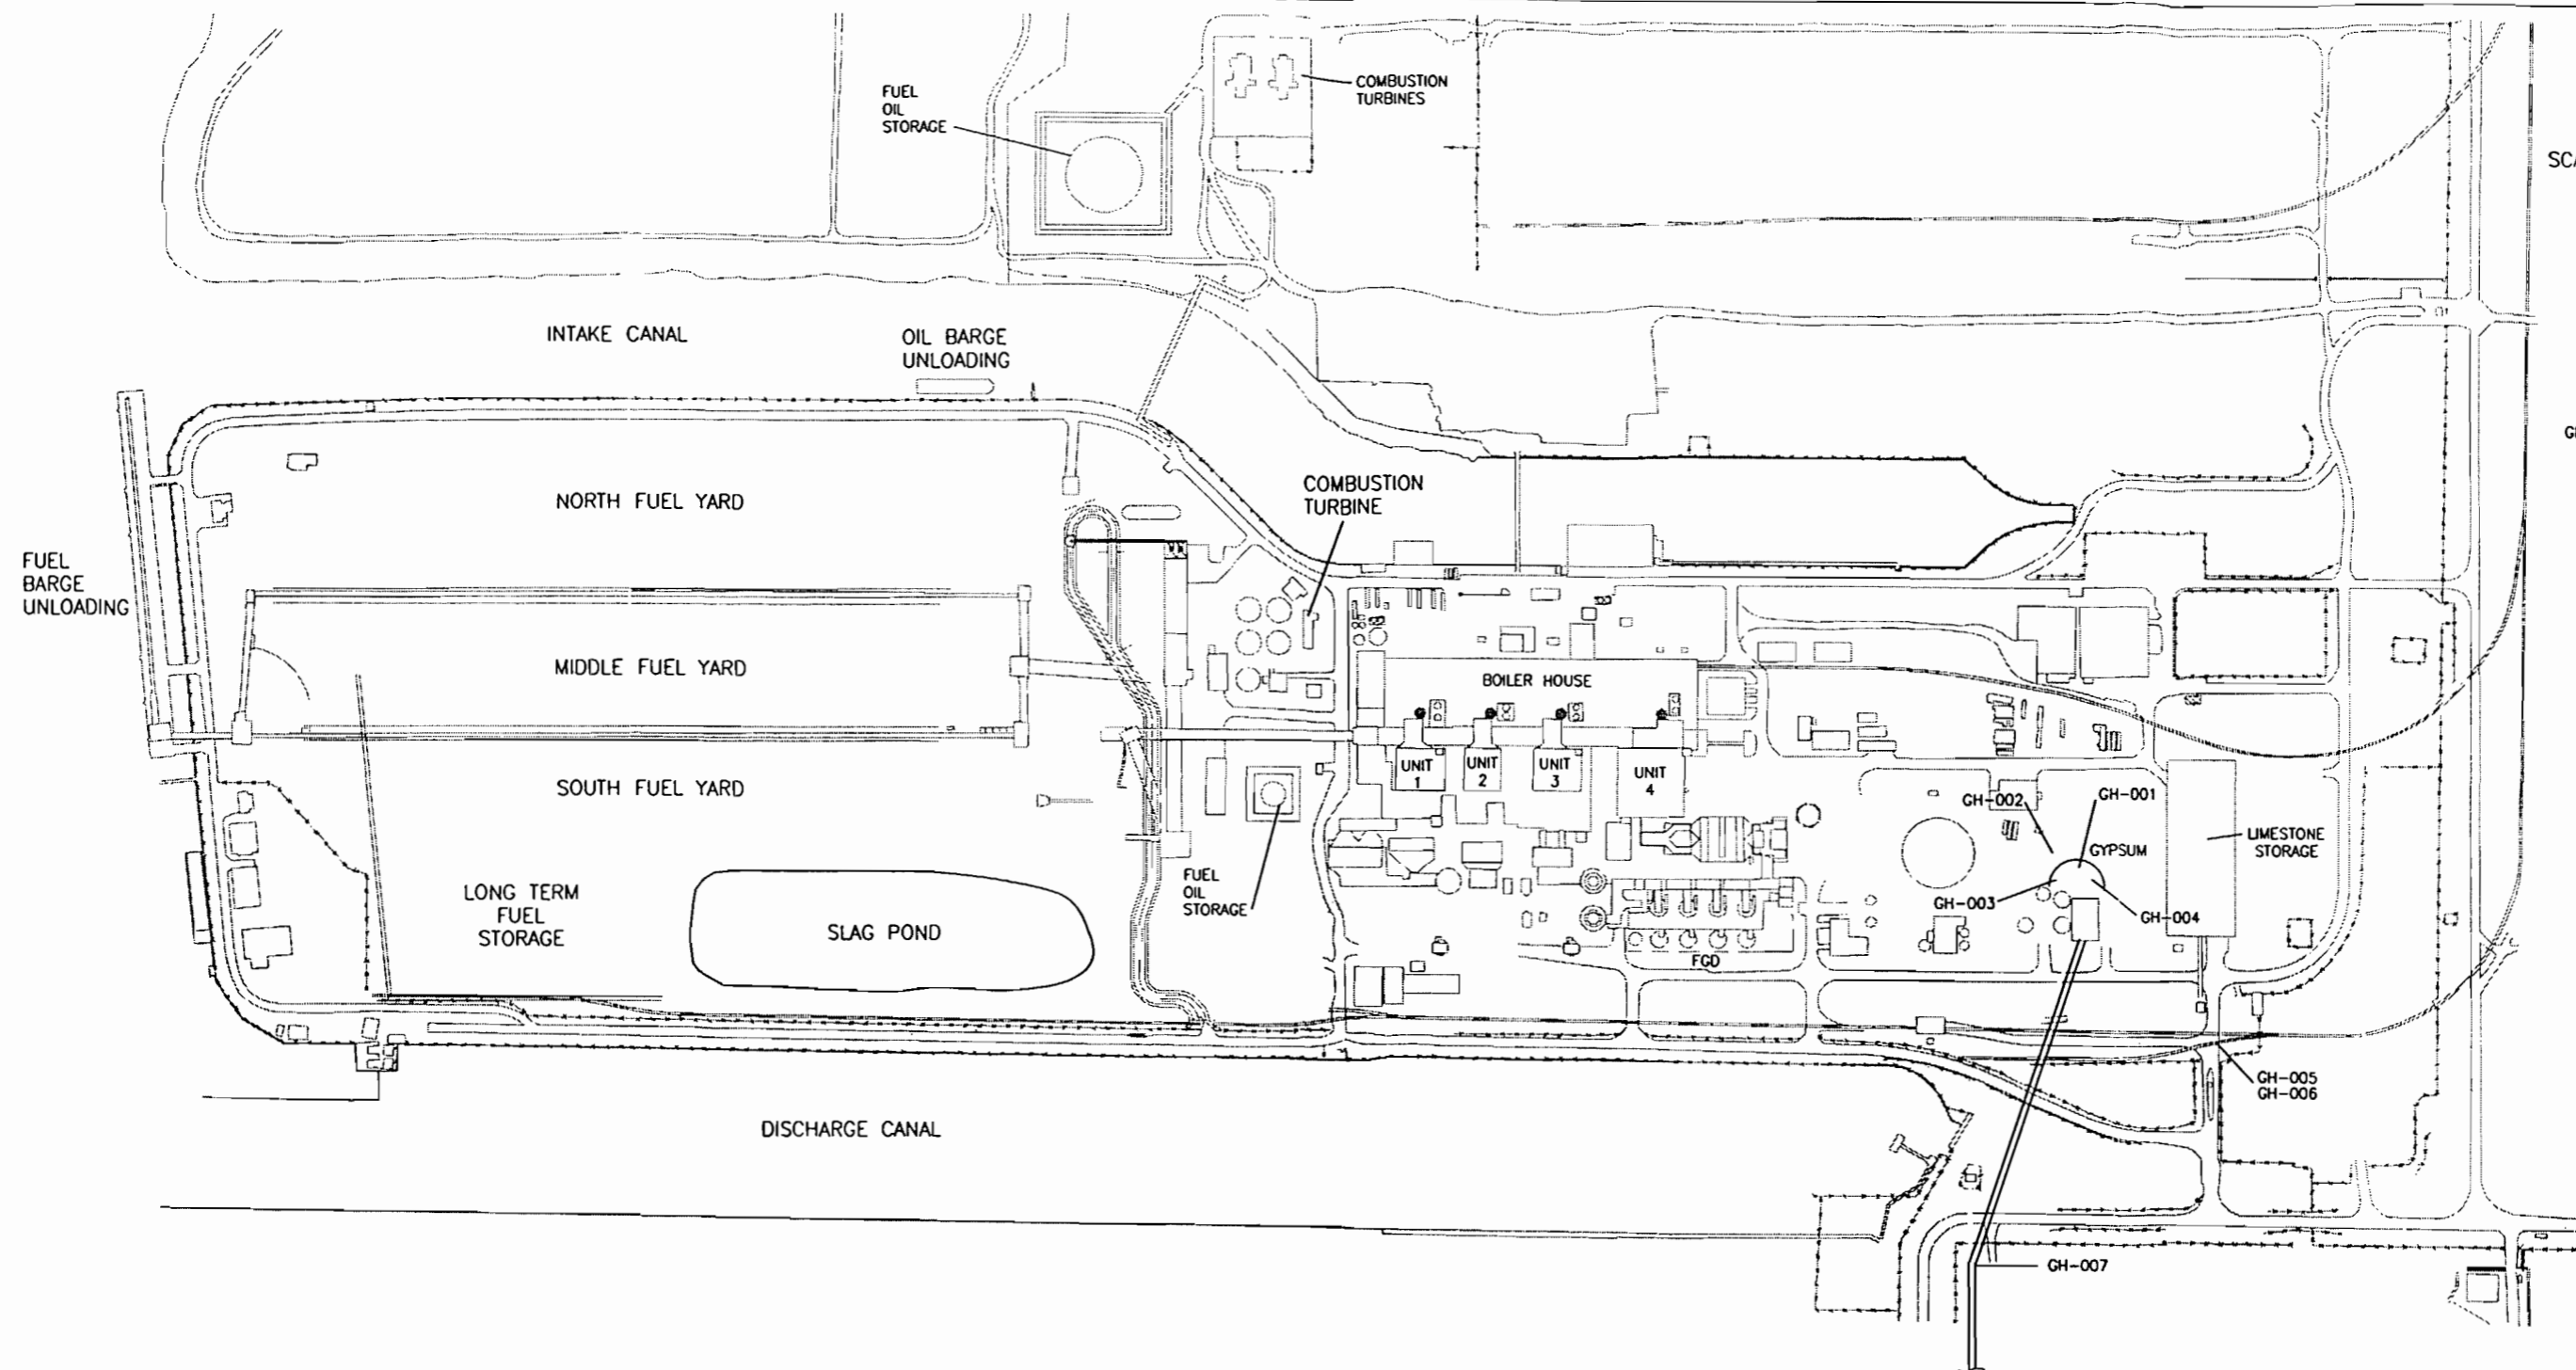 FUEL
OIL
STORAGE
COMBUSTION
TURBINES
INTAKE CANAL
OIL BARGE
UNLOADING
NORTH FUEL YARD
COMBUSTION
TURBINE
FUEL
BARGE
UNLOADING
MIDDLE FUEL YARD
BOILER HOUSE
SOUTH FUEL YARD
UNIT
1
UNIT
2
UNIT
3
UNIT
4
GH-002
GH-001
LIMESTONE
STORAGE
GYPSUM
GH-003
GH-004
LONG TERM
FUEL
STORAGE
SLAG POND
FUEL
OIL
STORAGE
FGD
GH-005
GH-006
DISCHARGE CANAL
GH-007